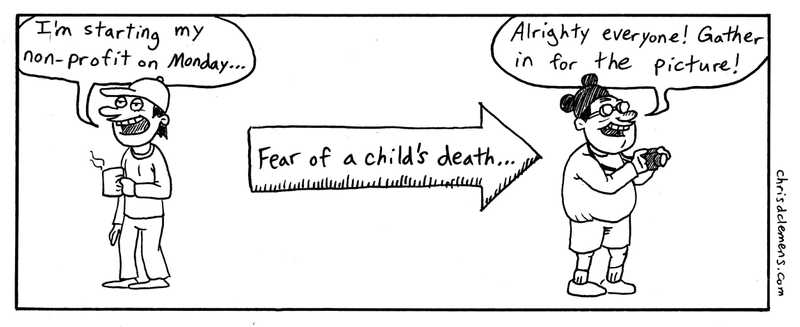 I'm starting my
non-profit on Monday...
Fear of a child's death...
Alrighty everyone! Gather
in for the picture!
chrisdclemens.com